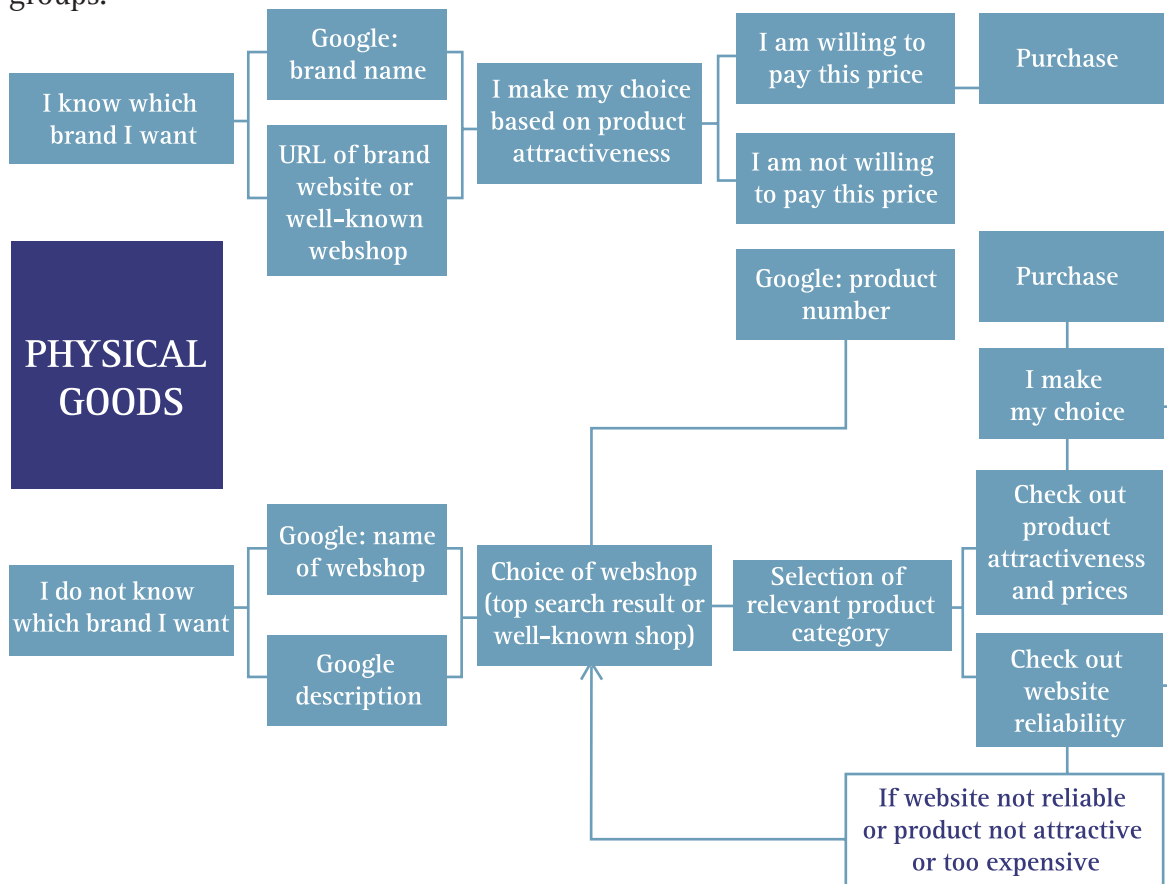 groups.
Google:
brand name
I am willing to
pay this price
Purchase
I know which
brand I want
I make my choice
based on product
attractiveness
URL of brand
website or
well-known
webshop
I am not willing
to pay this price
Google: product
number
Purchase
PHYSICAL
GOODS
I make
my choice
Google: name
of webshop
Check out
product
attractiveness
and prices
I do not know
which brand I want
Choice of webshop
(top search result or
well-known shop)
Selection of
relevant product
category
Google
description
Check out
website
reliability
If website not reliable
or product not attractive
or too expensive